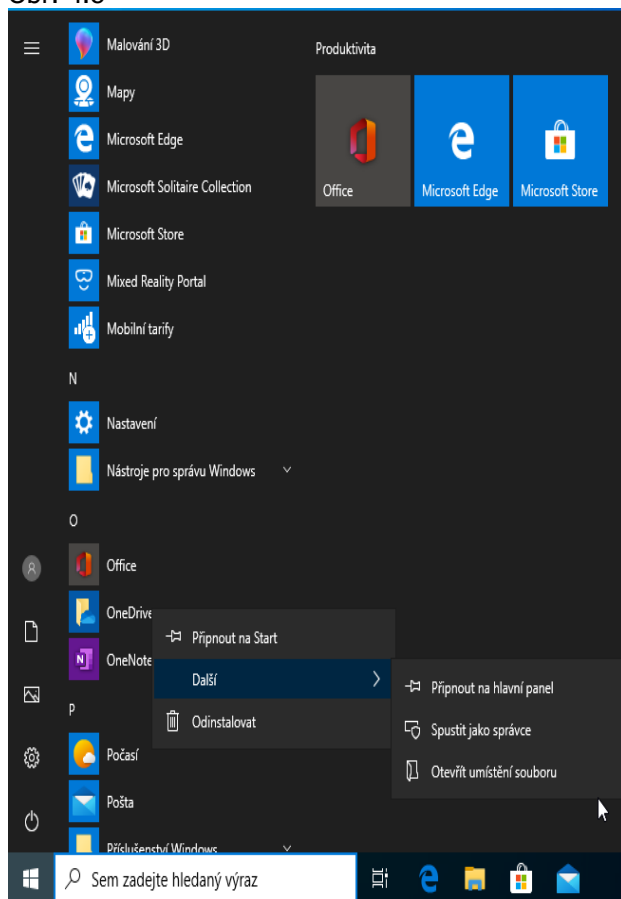 Malování 3D
Mapy
Microsoft Edge
Microsoft Solitaire Collection
Microsoft Store
Mixed Reality Portal
Mobilní tarify
N
Nastavení
Nástroje pro správu Windows
O
Office
OneDrive
OneNote
P
Počasí
Pošta
Příslušenství Windows
Produktivita
Office
Microsoft Edge
Microsoft Store
Připnout na Start
Další
Odinstalovat
Připnout na hlavní panel
Spustit jako správce
Otevřít umístění souboru
Sem zadejte hledaný výraz